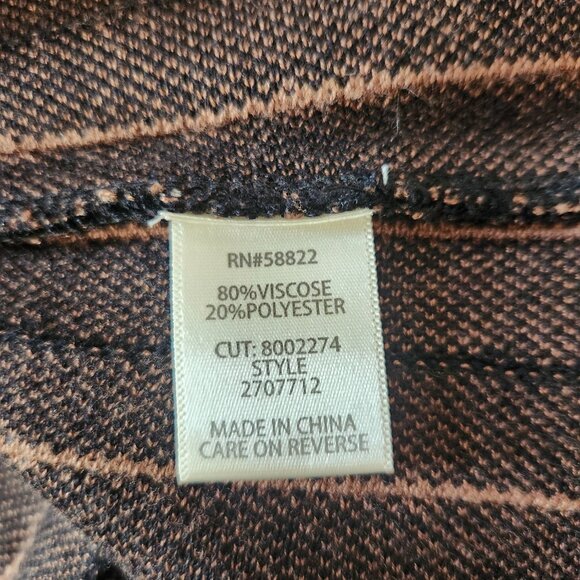 RN#58822
80%VISCOSE
20%POLYESTER
CUT: 8002274
STYLE
2707712
MADE IN CHINA
CARE ON REVERSE